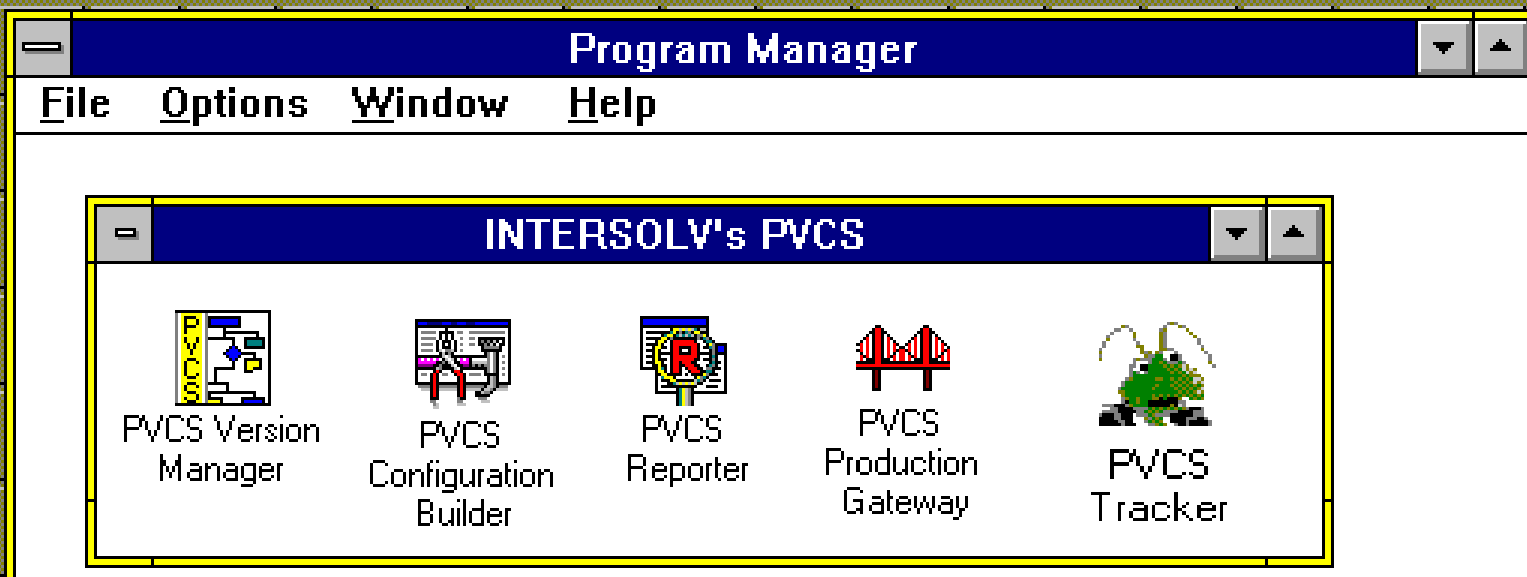 Program Manager
File Options Window Help
INTERSOLV's PVCS
PVCS
R
PVCS Version
Manager
PVCS
Configuration
Builder
PVCS
Reporter
PVCS
Production
Gateway
PVCS
Tracker